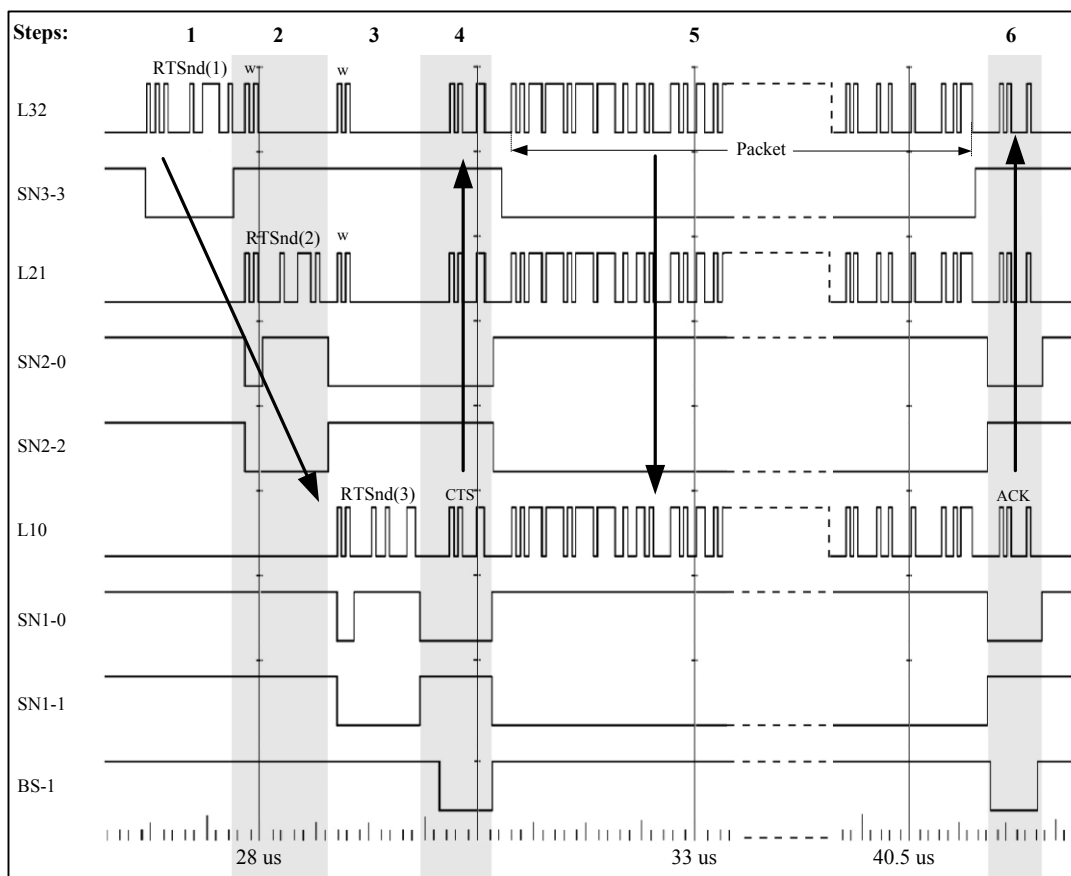 Steps: 1 2 3 4 5 6
RTSnd(1) w w
L32
Packet
SN3-3
RTSnd(2) w
L21
SN2-0
SN2-2
RTSnd(3) CTS ACK
L10
SN1-0
SN1-1
BS-1
28 us 33 us 40.5 us